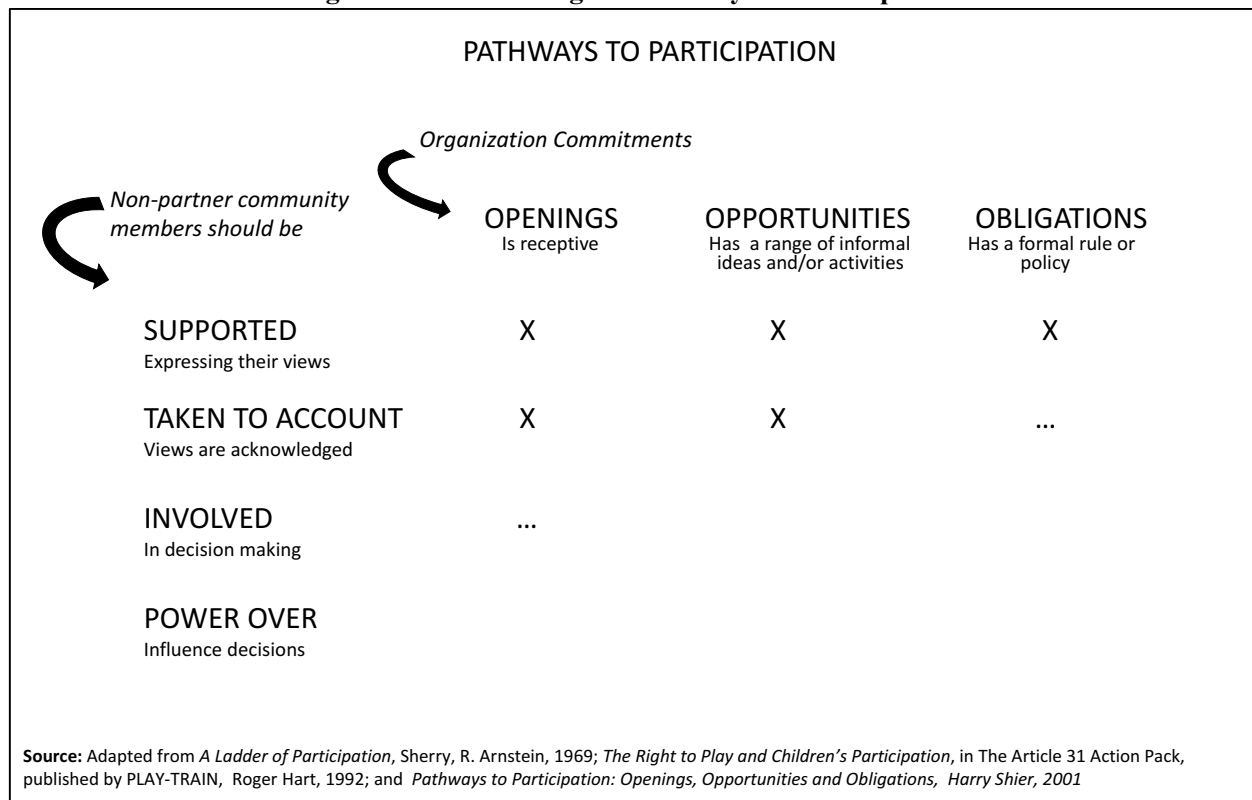 PATHWAYS TO PARTICIPATION
Organization Commitments
Non-partner community
members should be
OPENINGS OPPORTUNITIES OBLIGATIONS
Is receptive Has a range of informal Has a formal rule or
ideas and/or activities policy
SUPPORTED X X X
Expressing their views
TAKEN TO ACCOUNT X X ...
Views are acknowledged
INVOLVED ...
In decision making
POWER OVER
Influence decisions
Source: Adapted from A Ladder of Participation, Sherry, R. Arnstein, 1969; The Right to Play and Children's Participation, in The Article 31 Action Pack,
published by PLAY-TRAIN, Roger Hart, 1992; and Pathways to Participation: Openings, Opportunities and Obligations, Harry Shier, 2001